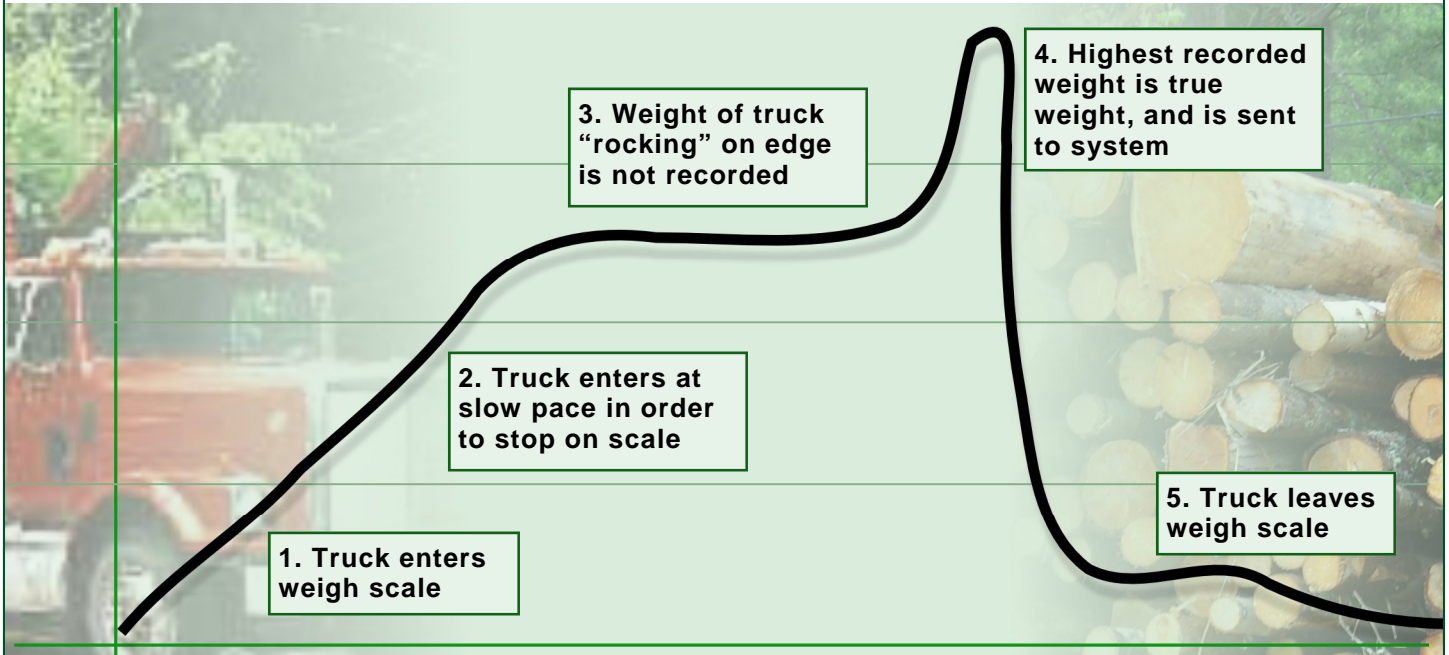 1. Truck enters
weigh scale
2. Truck enters at
slow pace in order
to stop on scale
3. Weight of truck
“rocking” on edge
is not recorded
4. Highest recorded
weight is true
weight, and is sent
to system
5. Truck leaves
weigh scale